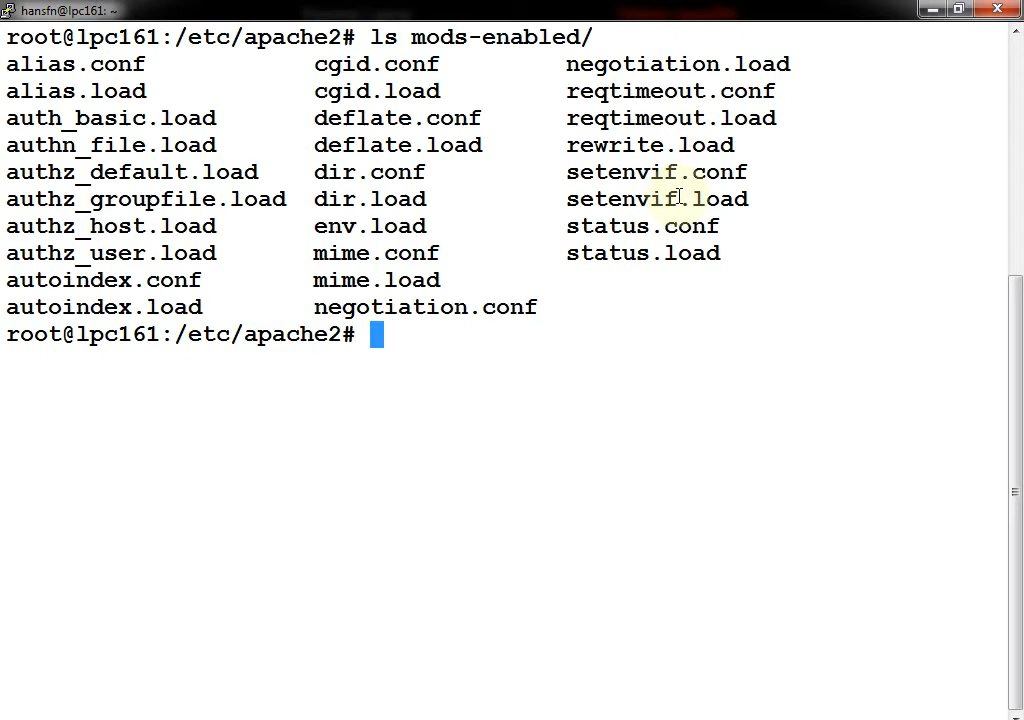 hansfn@lpc161: ~
root@lpc161:/etc/apache2# ls mods-enabled/
alias.conf cgid.conf negotiation.load
alias.load cgid.load reqtimeout.conf
auth_basic.load deflate.conf reqtimeout.load
authn_file.load deflate.load rewrite.load
authz_default.load dir.conf setenvif.conf
authz_groupfile.load dir.load setenvif.load
authz_host.load env.load status.conf
authz_user.load mime.conf status.load
autoindex.conf mime.load
autoindex.load negotiation.conf
root@lpc161:/etc/apache2#